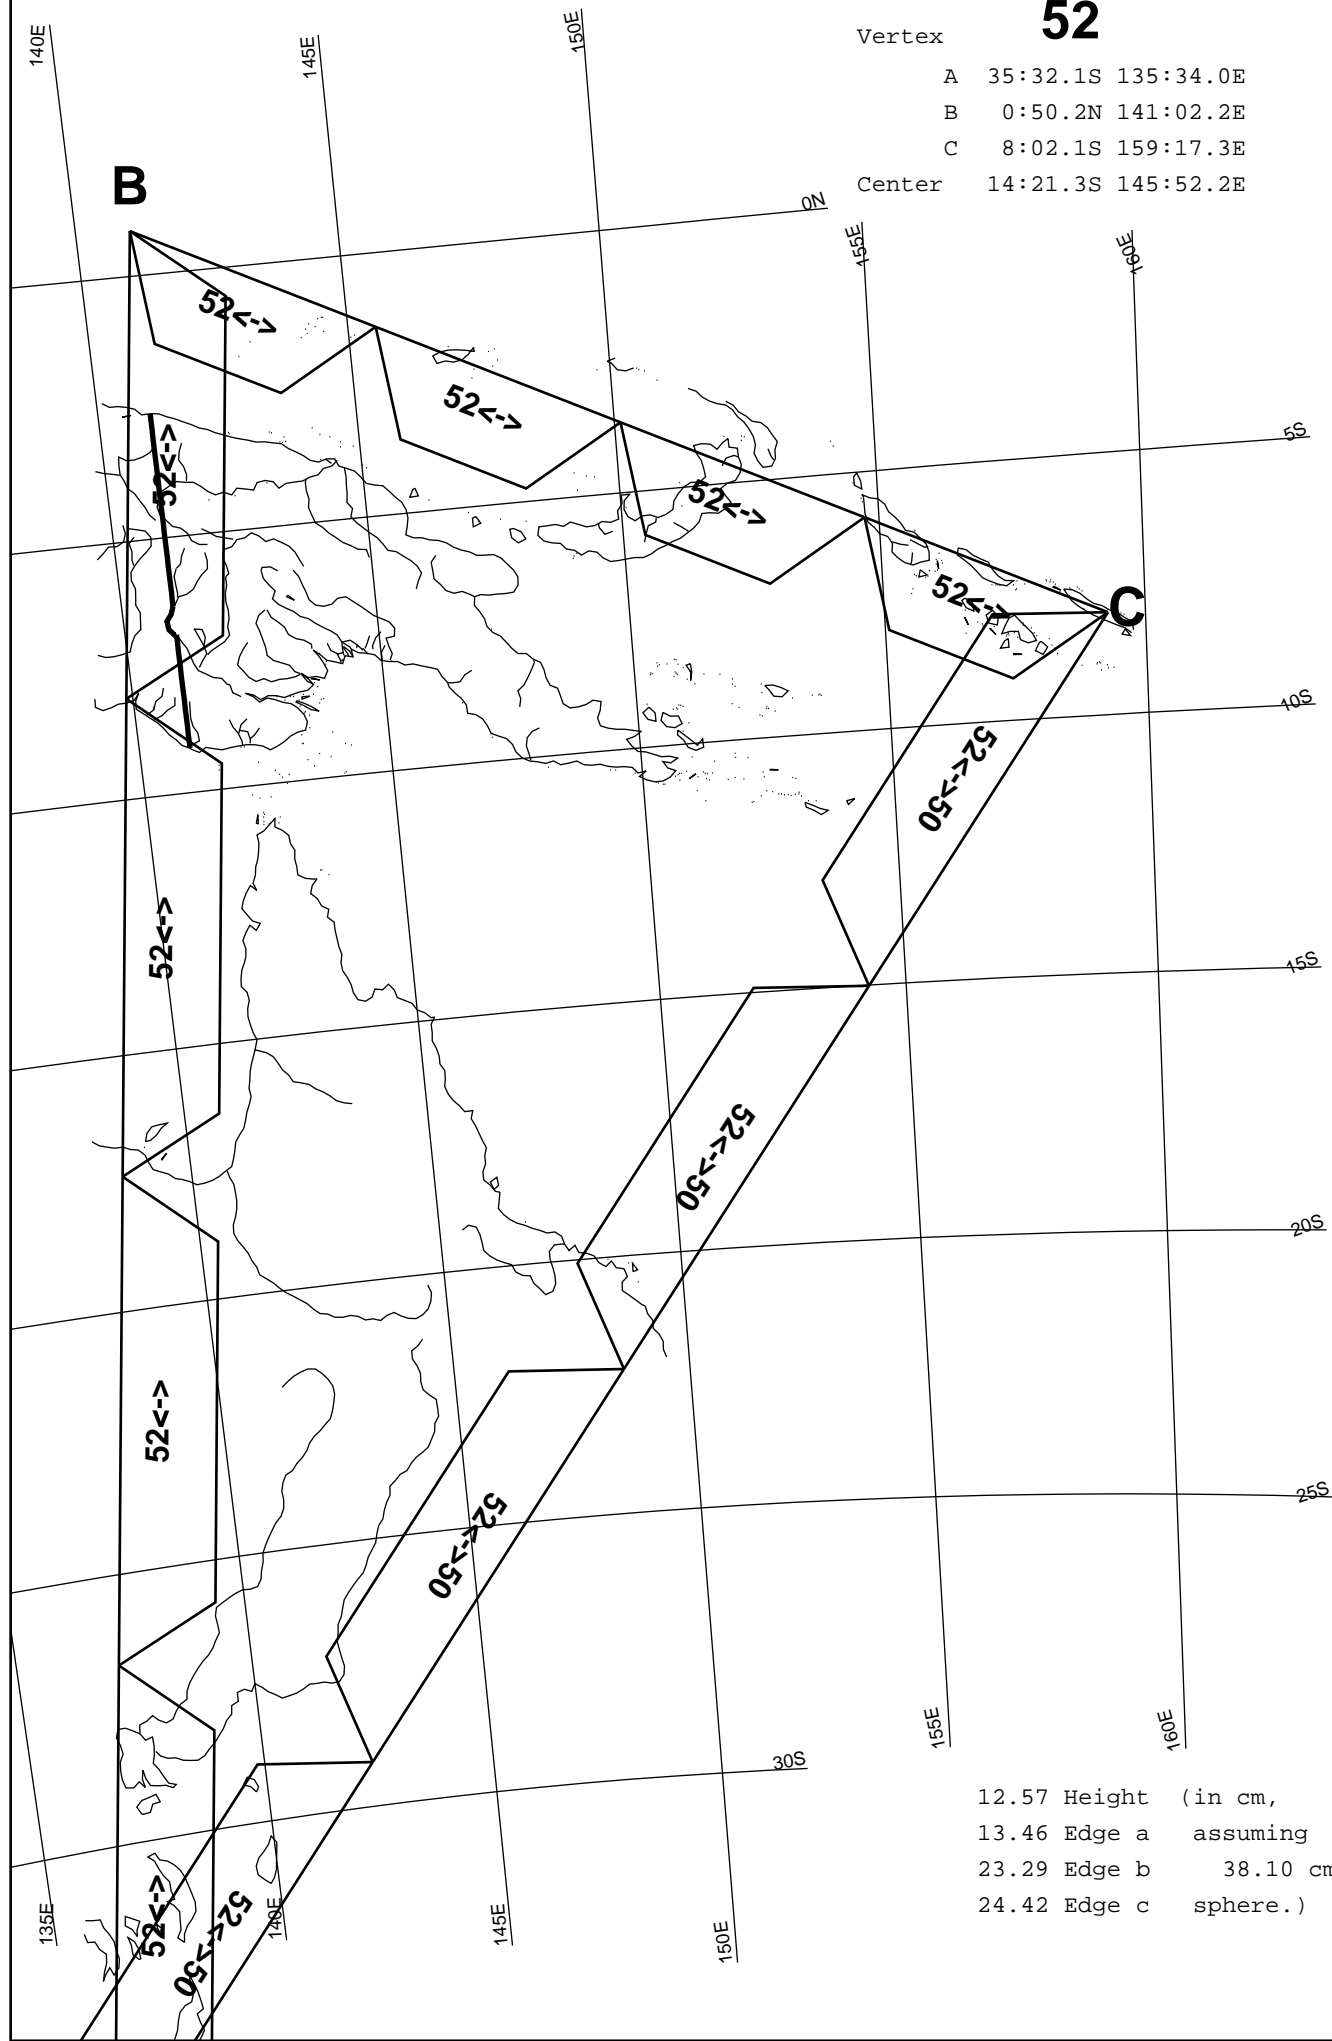 140E
145E
150E
52
Vertex
A 35:32.1S 135:34.0E
B 0:50.2N 141:02.2E
C 8:02.1S 159:17.3E
Center 14:21.3S 145:52.2E
B
0N
155E
160E
52<->
52<->
5S
52<->
52<->
52<->
C
10S
52<->50
52<->
15S
52<->50
20S
52<->
25S
52<->50
155E
160E
30S
12.57 Height (in cm,
13.46 Edge a assuming
23.29 Edge b 38.10 cm
24.42 Edge c sphere.)
52<->
52<->50
135E
140E
145E
150E